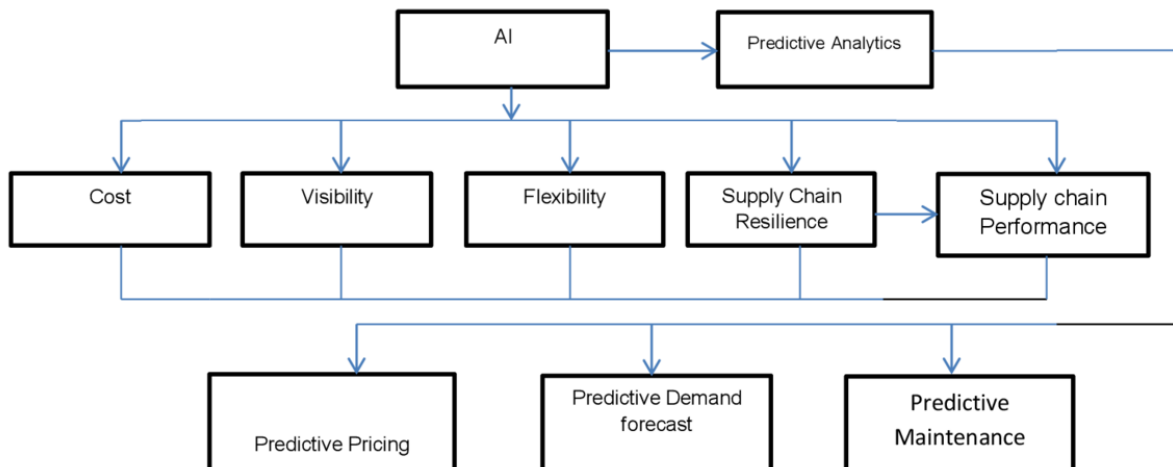 AI
Predictive Analytics
Cost
Visibility
Flexibility
Supply Chain
Resilience
Supply chain
Performance
Predictive Pricing
Predictive Demand
forecast
Predictive
Maintenance